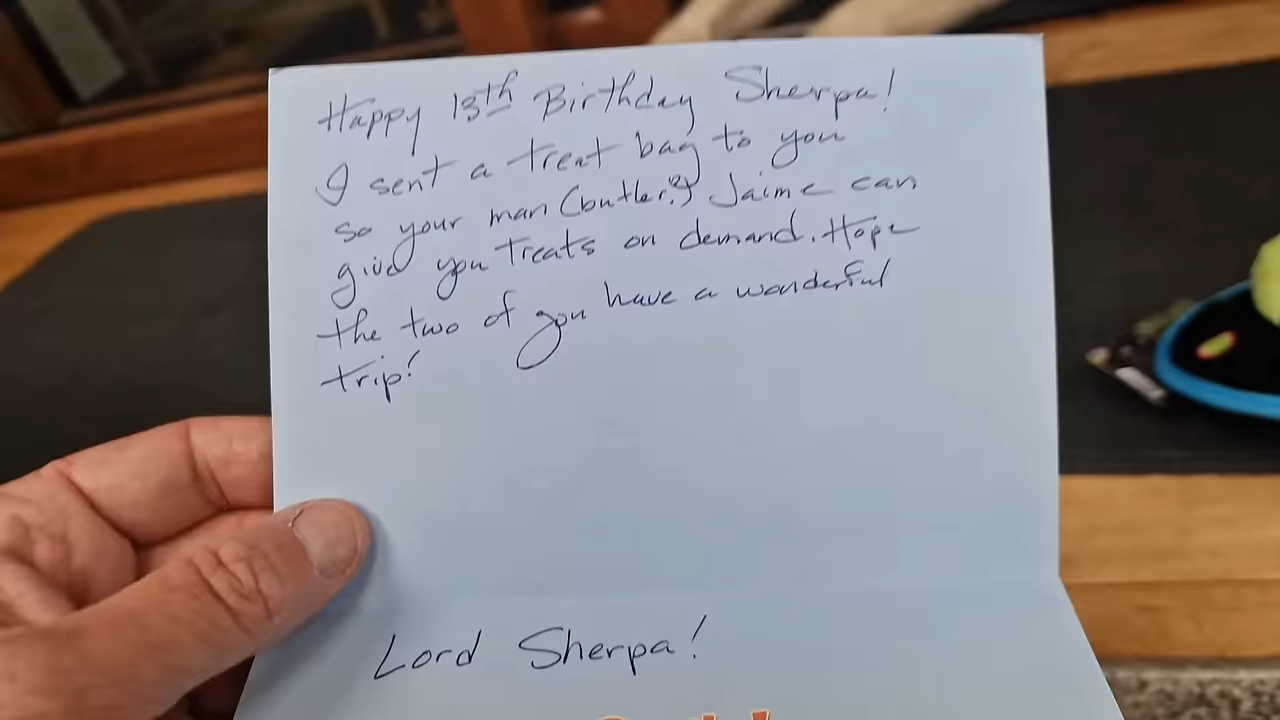 Happy 13th Birthday Sherpa!
I sent a treat bag to you
so your man (butler?) Jaime can
give you treats on demand. Hope
the two of you have a wonderful
trip!
Lord Sherpa!